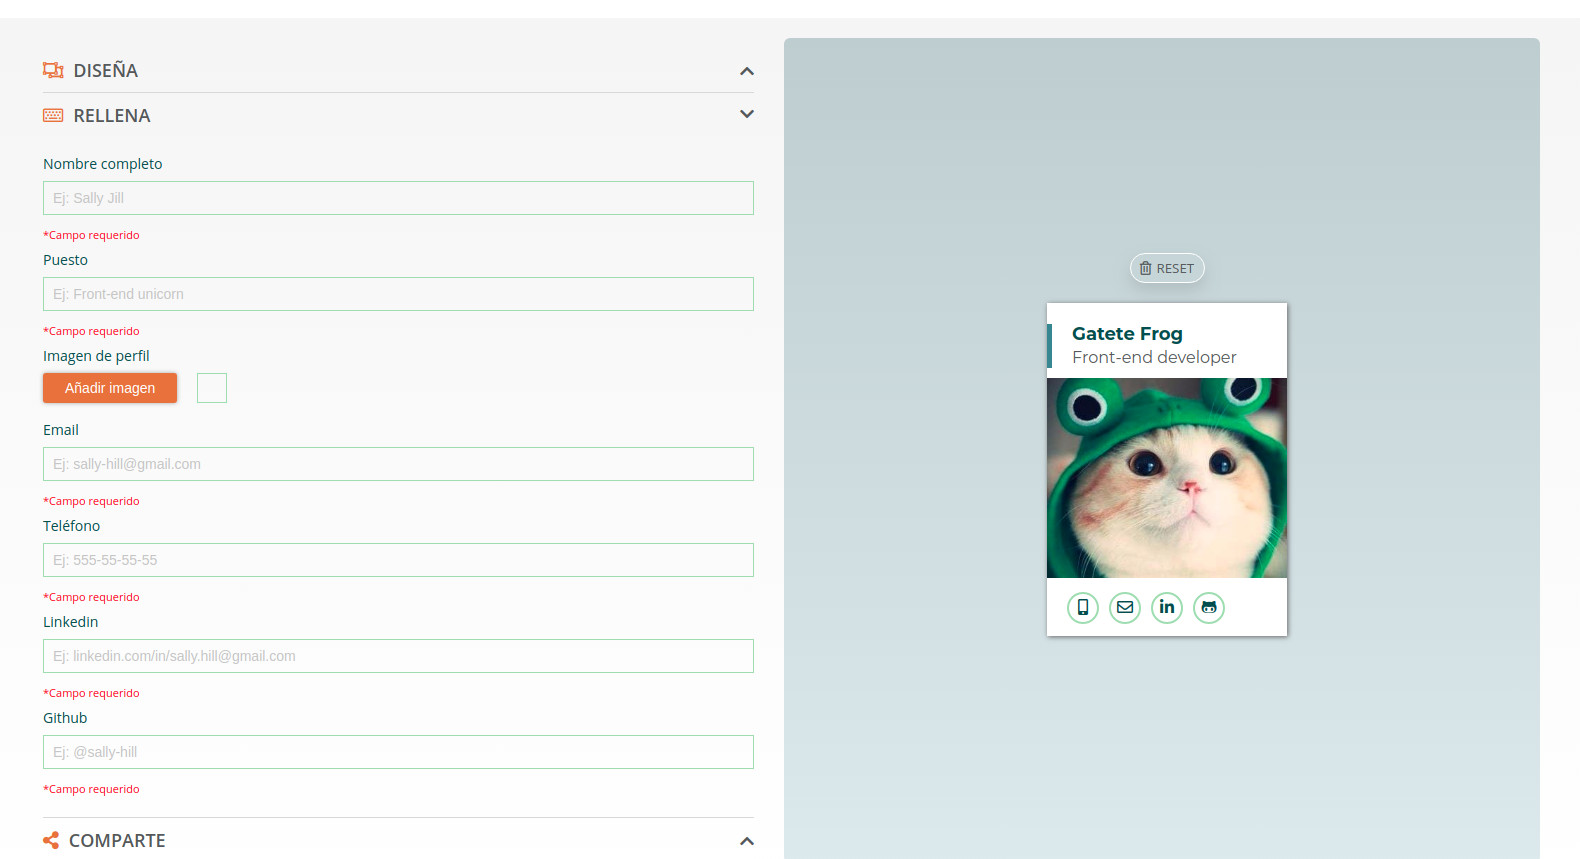 DISEÑA
RELLENA
Nombre completo
Ej: Sally Jill
*Campo requerido
Puesto
Ej: Front-end unicorn
*Campo requerido
Imagen de perfil
Añadir imagen
Email
Ej: sally-hill@gmail.com
*Campo requerido
Teléfono
Ej: 555-55-55-55
*Campo requerido
Linkedin
Ej: linkedin.com/in/sally.hill@gmail.com
*Campo requerido
Github
Ej: @sally-hill
*Campo requerido
COMPARTE
RESET
Gatete Frog
Front-end developer
in